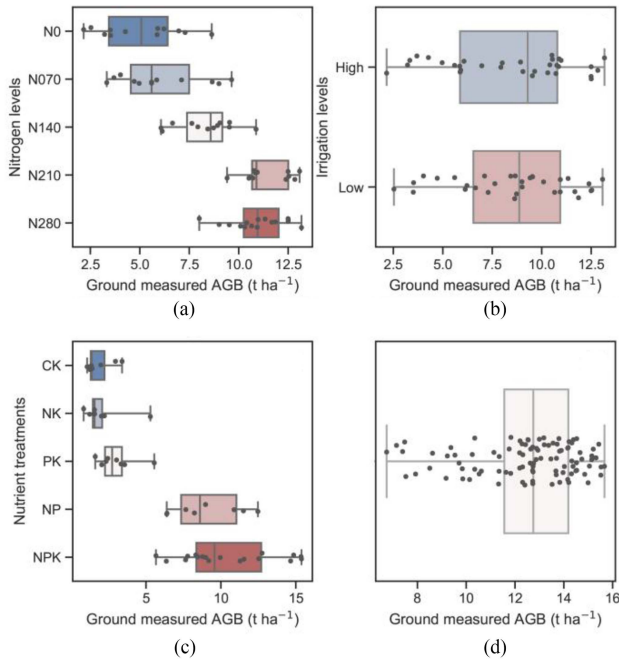 N0
N070
N140
N210
N280
Nitrogen levels
2.5 5.0 7.5 10.0 12.5
Ground measured AGB (t ha⁻¹)
(a)
High
Low
Irrigation levels
2.5 5.0 7.5 10.0 12.5
Ground measured AGB (t ha⁻¹)
(b)
CK
NK
PK
NP
NPK
Nutrient treatments
5 10 15
Ground measured AGB (t ha⁻¹)
(c)
8 10 12 13 14 15 16
Ground measured AGB (t ha⁻¹)
(d)